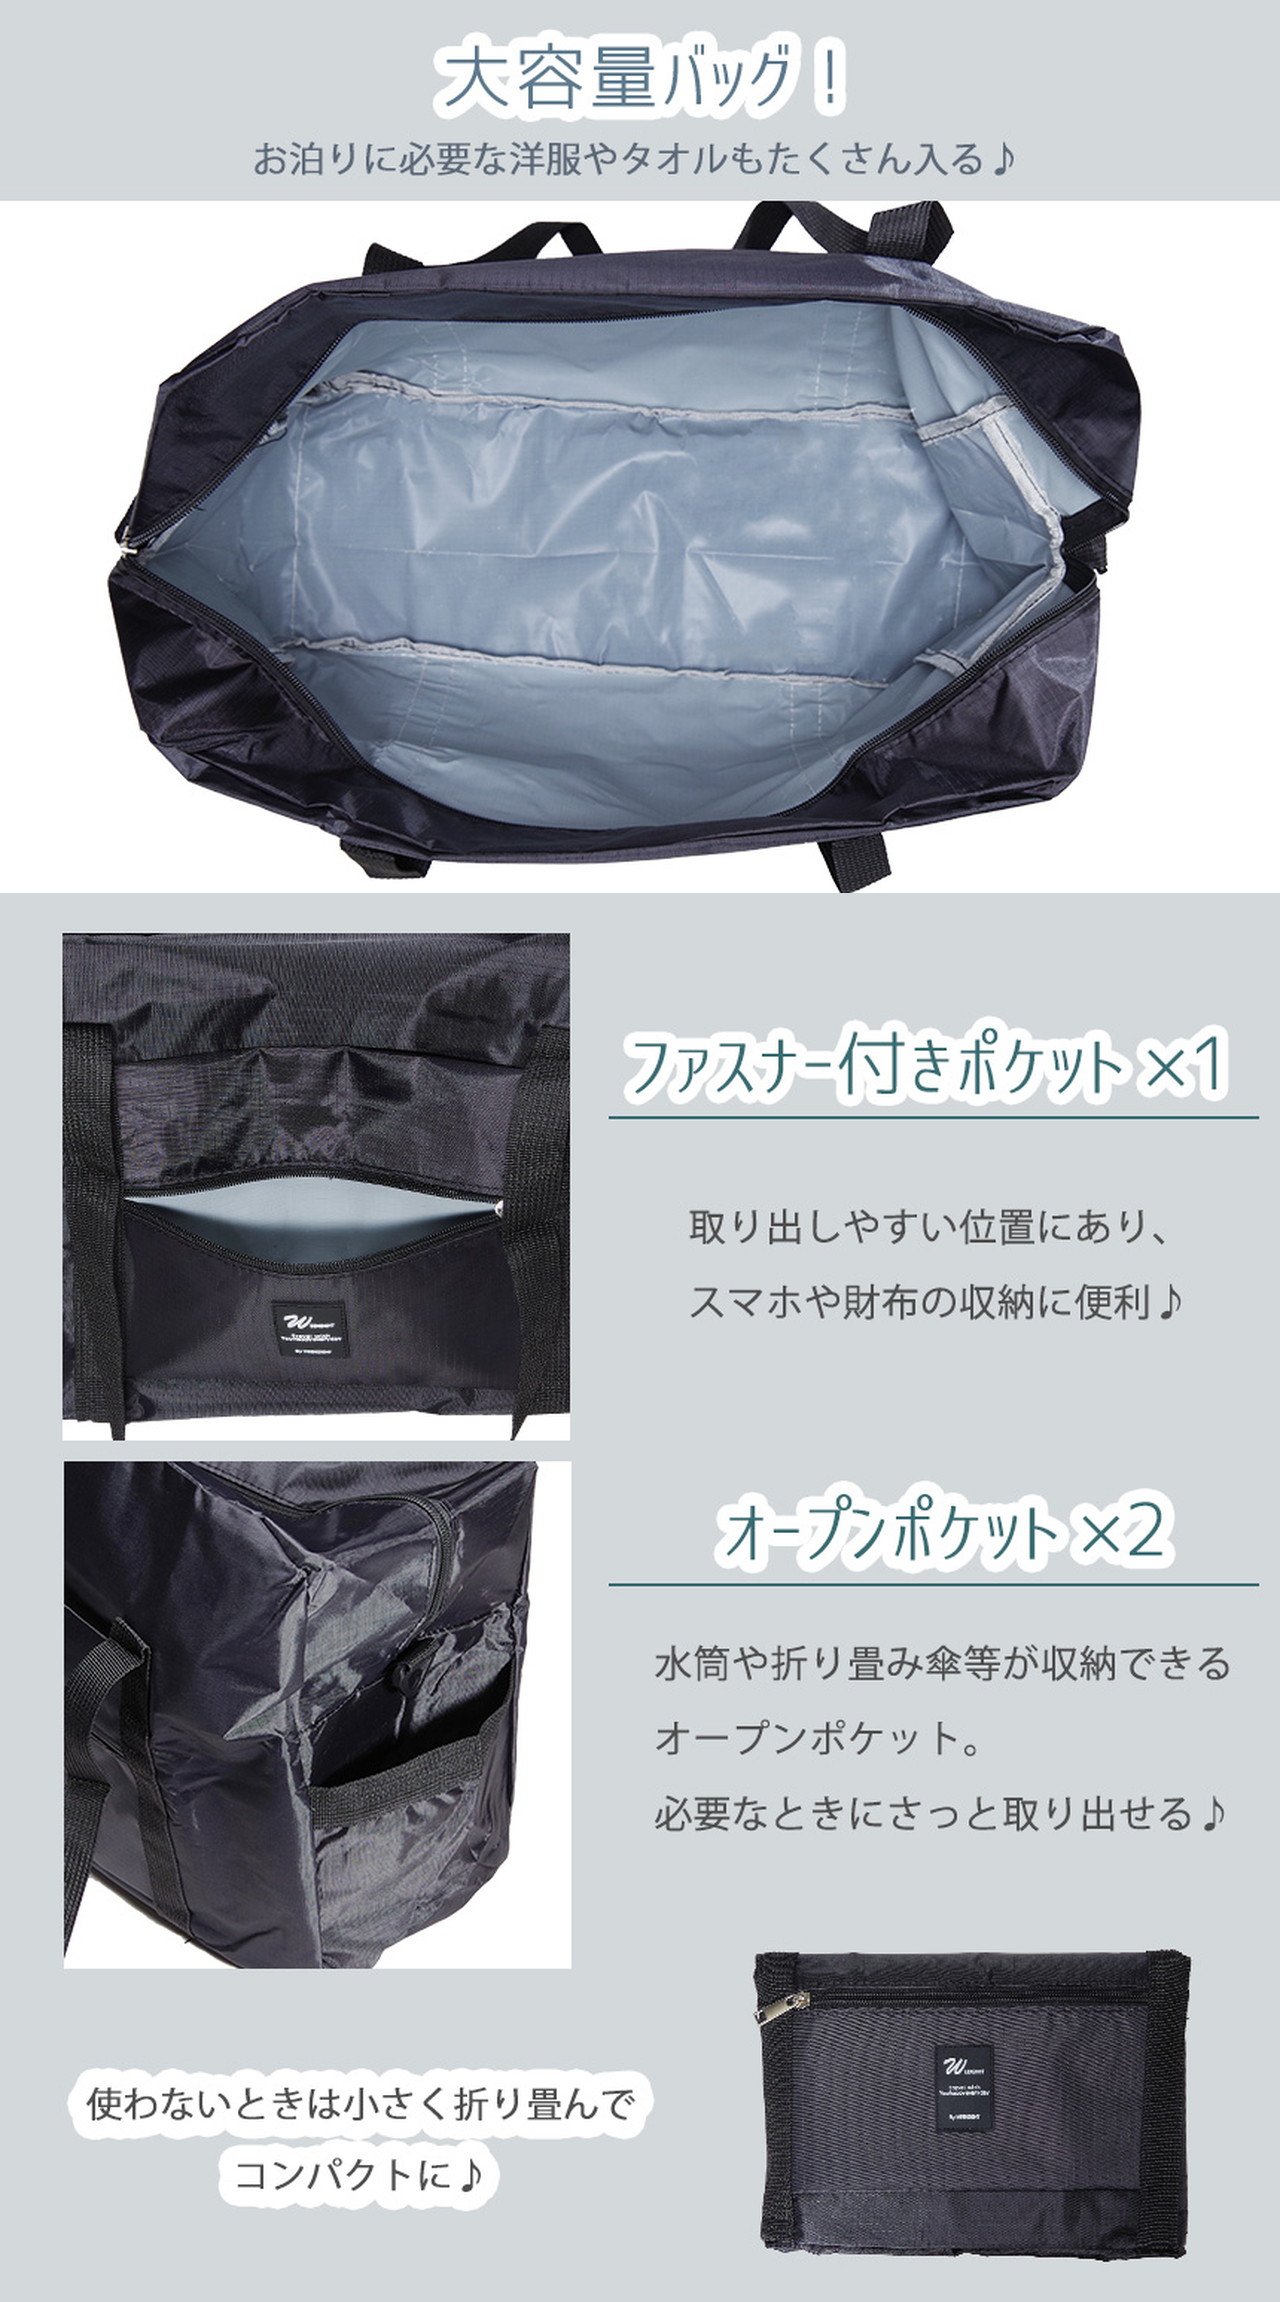 大容量バッグ！
お泊りに必要な洋服やタオルもたくさん入る♪
ファスナー付きポケット×1
取り出しやすい位置にあり、
スマホや財布の収納に便利♪
オープンポケット×2
水筒や折り畳み傘等が収納できる
オープンポケット。
必要なときにさっと取り出せる♪
使わないときは小さく折り畳んで
コンパクトに♪